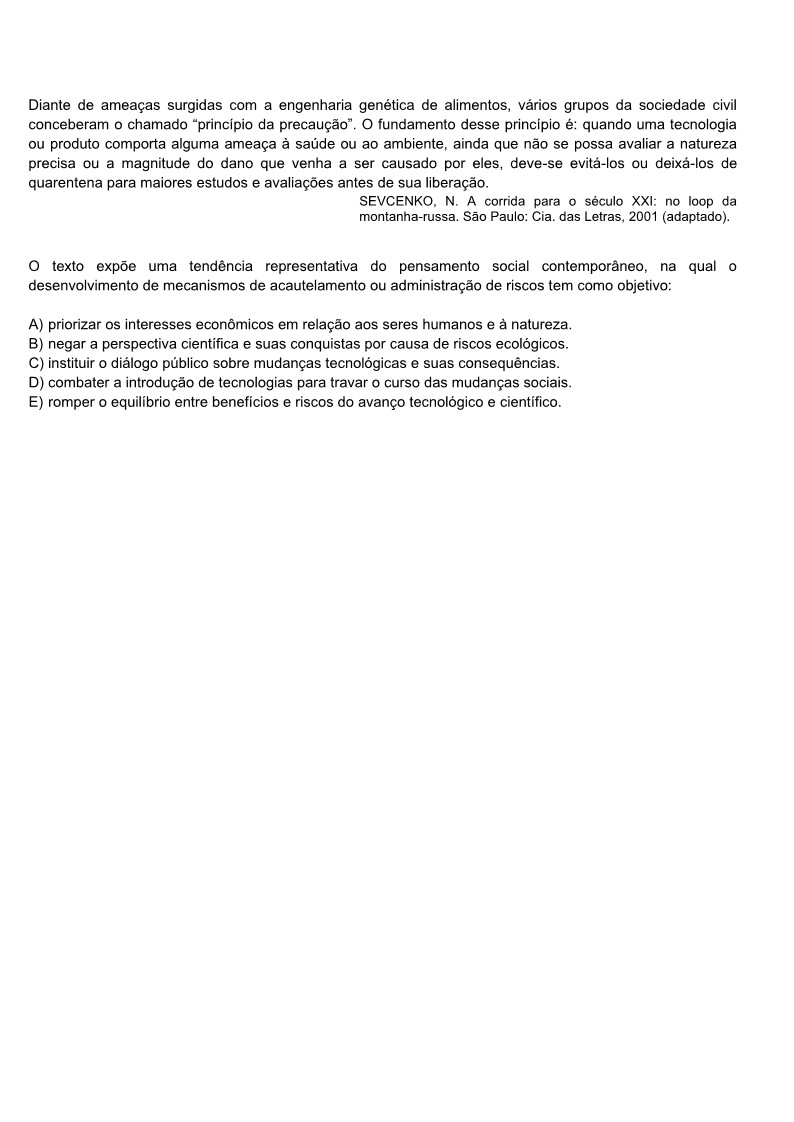 Diante de ameaças surgidas com a engenharia genética de alimentos, vários grupos da sociedade civil
conceberam o chamado “princípio da precaução”. O fundamento desse princípio é: quando uma tecnologia
ou produto comporta alguma ameaça à saúde ou ao ambiente, ainda que não se possa avaliar a natureza
precisa ou a magnitude do dano que venha a ser causado por eles, deve-se evitá-los ou deixá-los de
quarentena para maiores estudos e avaliações antes de sua liberação.
SEVCENKO, N. A corrida para o século XXI: no loop da
montanha-russa. São Paulo: Cia. das Letras, 2001 (adaptado).
O texto expõe uma tendência representativa do pensamento social contemporâneo, na qual o
desenvolvimento de mecanismos de acautelamento ou administração de riscos tem como objetivo:
A) priorizar os interesses econômicos em relação aos seres humanos e à natureza.
B) negar a perspectiva científica e suas conquistas por causa de riscos ecológicos.
C) instituir o diálogo público sobre mudanças tecnológicas e suas consequências.
D) combater a introdução de tecnologias para travar o curso das mudanças sociais.
E) romper o equilíbrio entre benefícios e riscos do avanço tecnológico e científico.